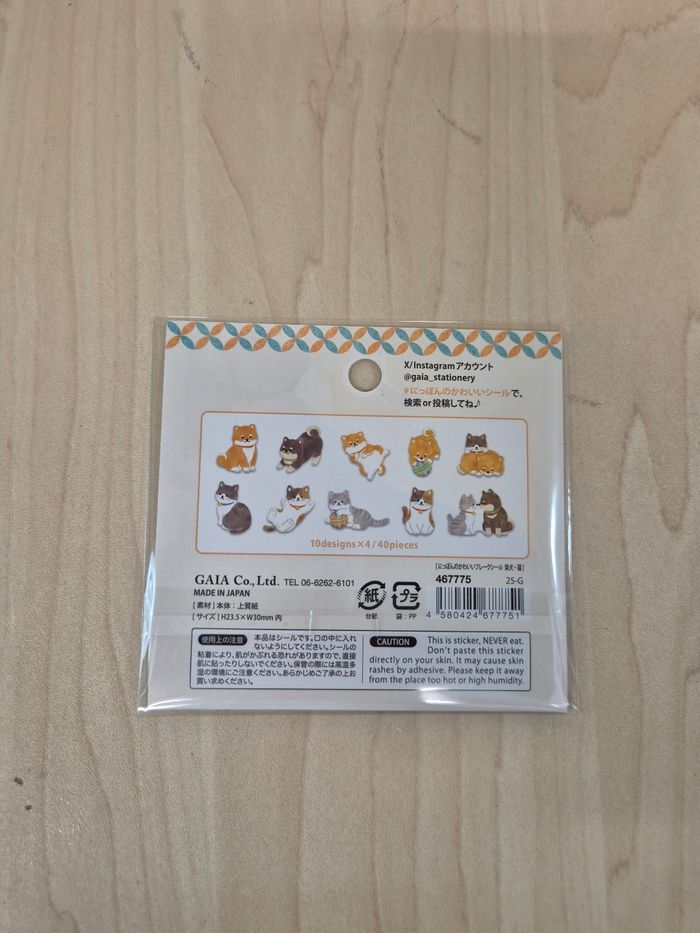 X/Instagramアカウント
@gaia_stationery
#にっぽんのかわいいシールで、
検索or投稿してね♪
10designs×4 / 40pieces
[にっぽんのかわいいフレークシール 柴犬・猫]
GAIA Co., Ltd. TEL 06-6262-6101
MADE IN JAPAN
[ 素材 ] 本体：上質紙
[ サイズ ] H23.5×W30mm 内
紙
台紙
プラ
袋：PP
467775 25-G
4 580424 677751
使用上の注意 本品はシールです。口の中に入れ
ないようにしてください。シールの
粘着により、肌がかぶれる恐れがありますので、直接
肌に貼ったりしないでください。保管の際には高温多
湿の環境にご注意ください。あらかじめご了承の上お
買い求めください。
CAUTION This is sticker, NEVER eat.
Don't paste this sticker
directly on your skin. It may cause skin
rashes by adhesive. Please keep it away
from the place too hot or high humidity.